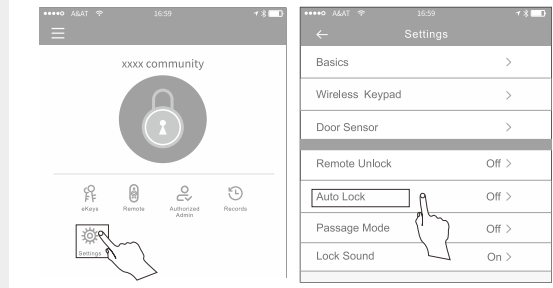 A&AT 16:59
xxxx community
eKeys Remote Authorized Admin Records
Settings
A&AT 16:59
Settings
Basics
Wireless Keypad
Door Sensor
Remote Unlock Off
Auto Lock Off
Passage Mode Off
Lock Sound On